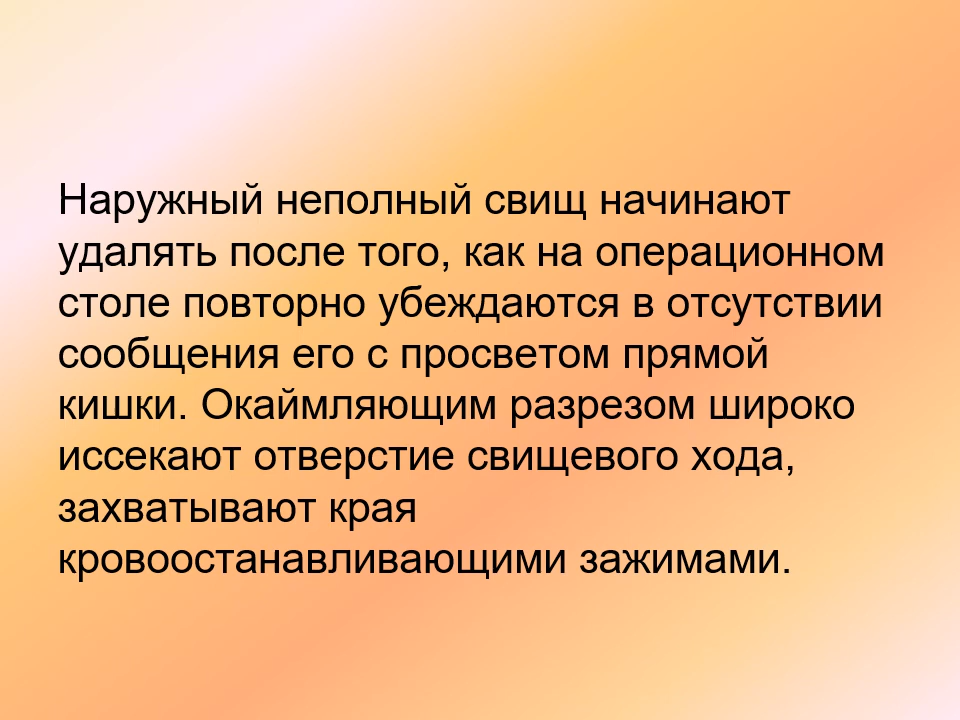 Наружный неполный свищ начинают
удалять после того, как на операционном
столе повторно убеждаются в отсутствии
сообщения его с просветом прямой
кишки. Окаймляющим разрезом широко
иссекают отверстие свищевого хода,
захватывают края
кровоостанавливающими зажимами.